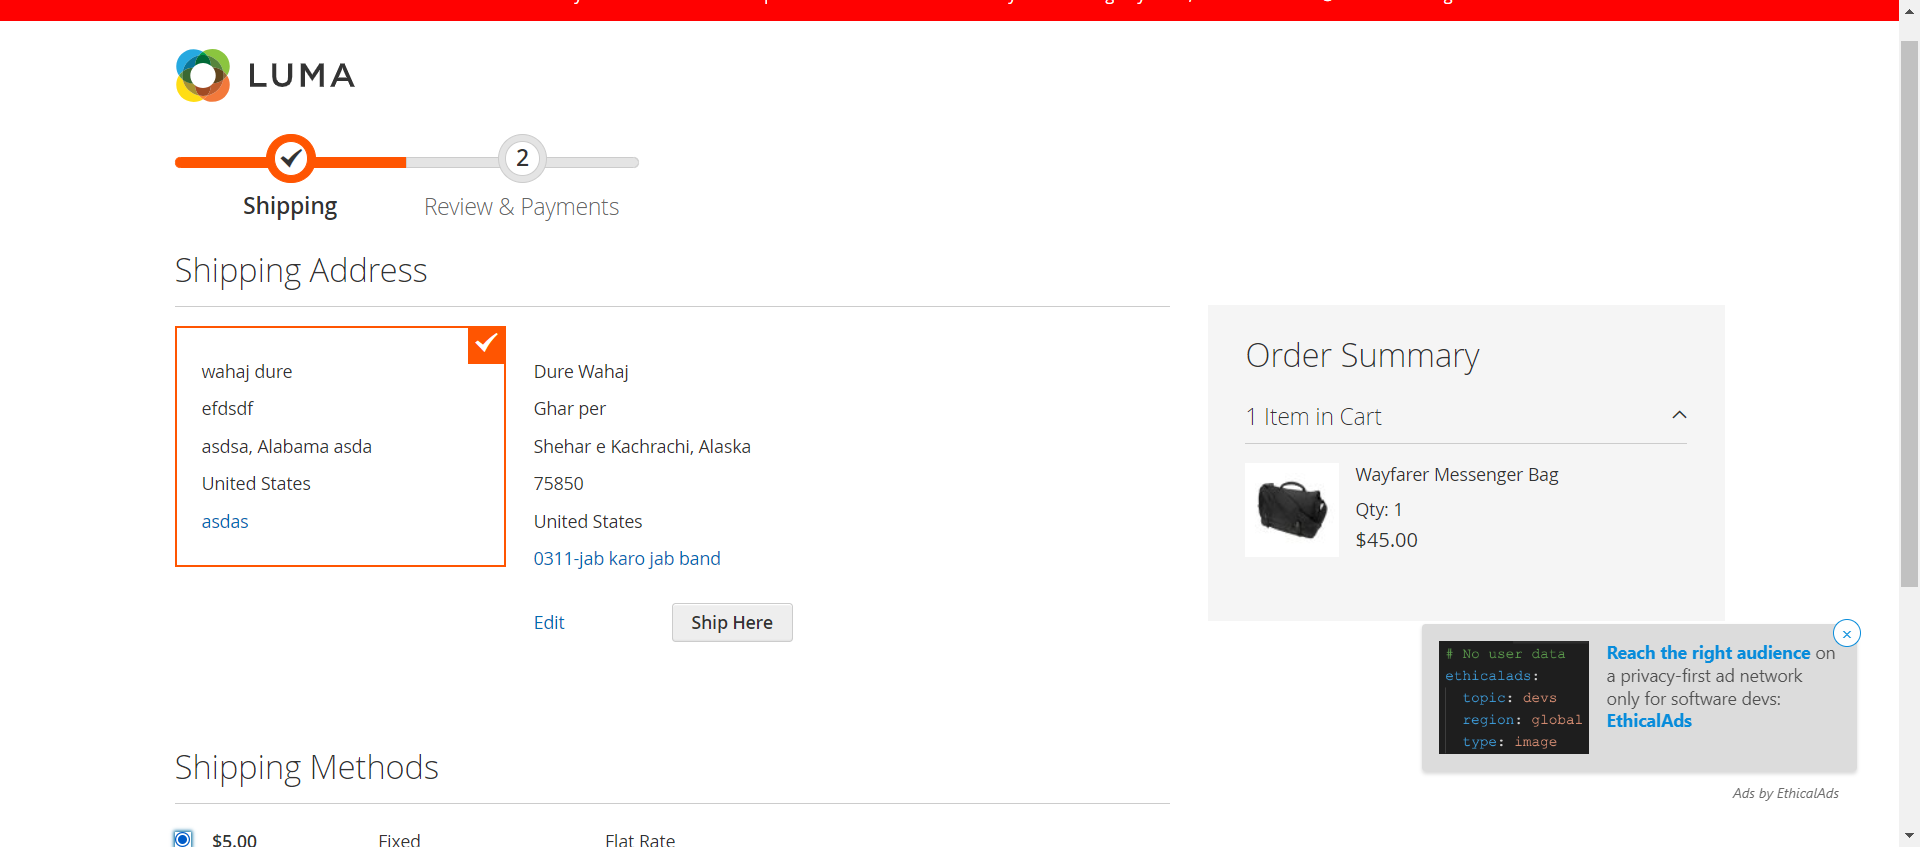 LUMA
2
Shipping
Review & Payments
Shipping Address
wahaj dure
efdsdf
asdsa, Alabama asda
United States
asdas
Dure Wahaj
Ghar per
Shehar e Kachrachi, Alaska
75850
United States
0311-jab karo jab band
Edit
Ship Here
Order Summary
1 Item in Cart
Wayfarer Messenger Bag
Qty: 1
$45.00
# No user data
ethicalads:
topic: devs
region: global
type: image
Reach the right audience on
a privacy-first ad network
only for software devs:
EthicalAds
Ads by EthicalAds
Shipping Methods
$5.00 Fixed Flat Rate